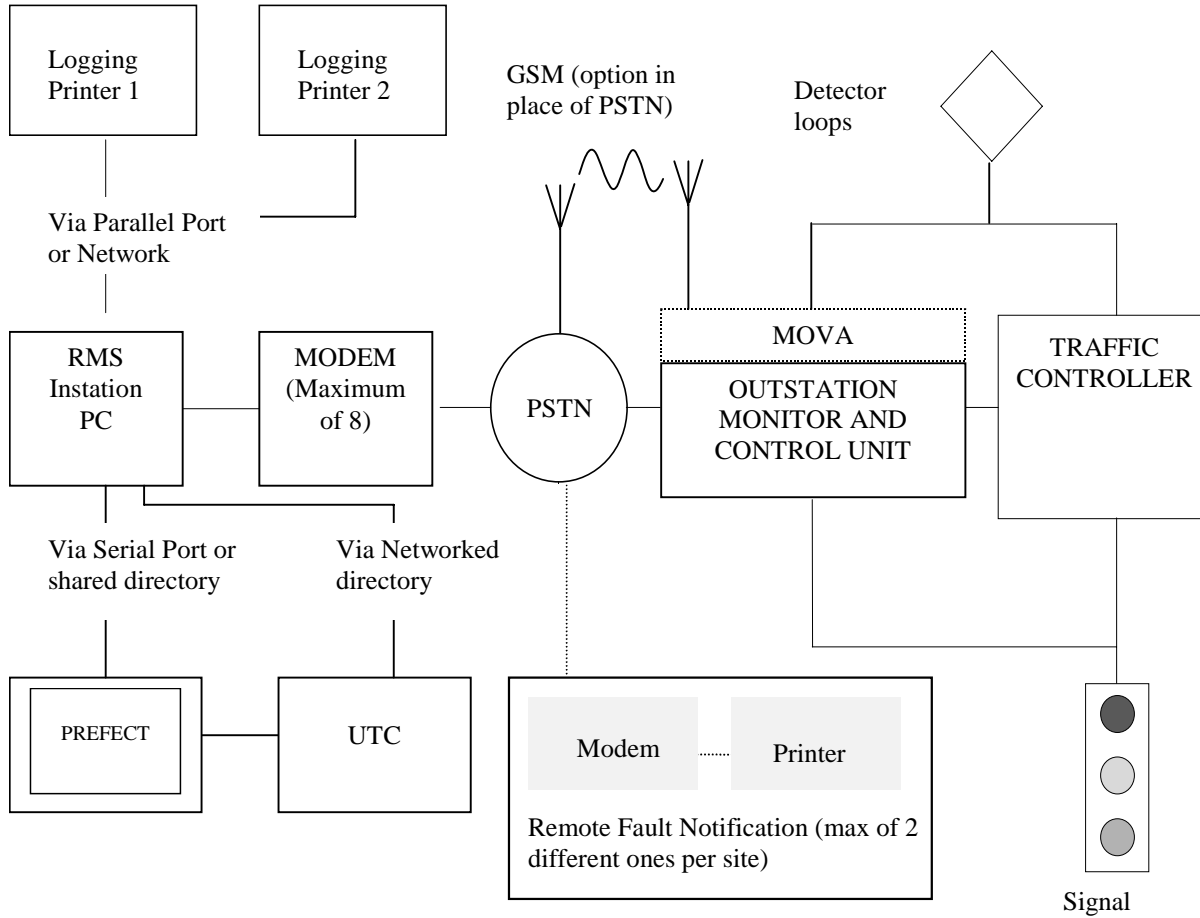 Logging
Printer 1
Logging
Printer 2
GSM (option in
place of PSTN)
Detector
loops
Via Parallel Port
or Network
RMS
Instation
PC
MODEM
(Maximum
of 8)
PSTN
MOVA
OUTSTATION
MONITOR AND
CONTROL UNIT
TRAFFIC
CONTROLLER
Via Serial Port or
shared directory
Via Networked
directory
PREFECT
UTC
Modem
Printer
Remote Fault Notification (max of 2
different ones per site)
Signal